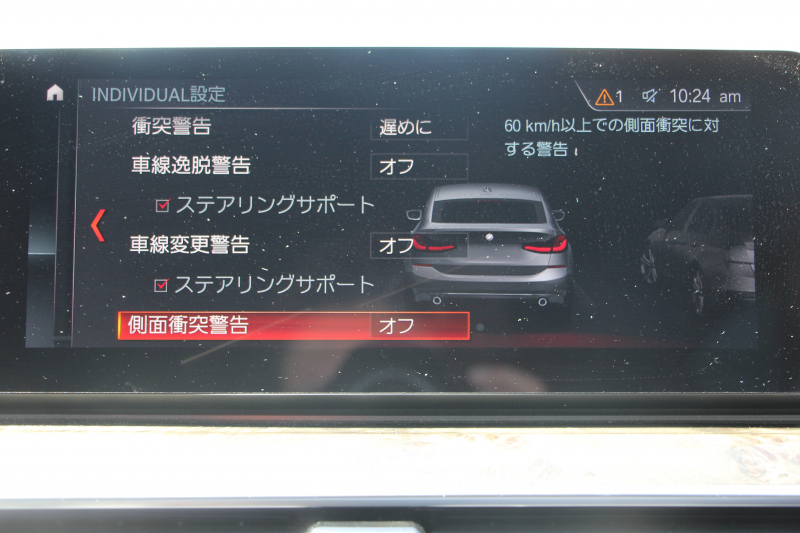 INDIVIDUAL設定
1 10:24 am
衝突警告 遅めに
車線逸脱警告 オフ
ステアリングサポート
車線変更警告 オフ
ステアリングサポート
側面衝突警告 オフ
60 km/h以上での側面衝突に対
する警告。